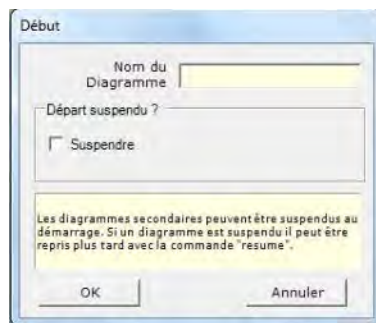 Début
Nom du
Diagramme
Départ suspendu ?
Suspendre
Les diagrammes secondaires peuvent être suspendus au
démarrage. Si un diagramme est suspendu il peut être
repris plus tard avec la commande "resume".
OK
Annuler